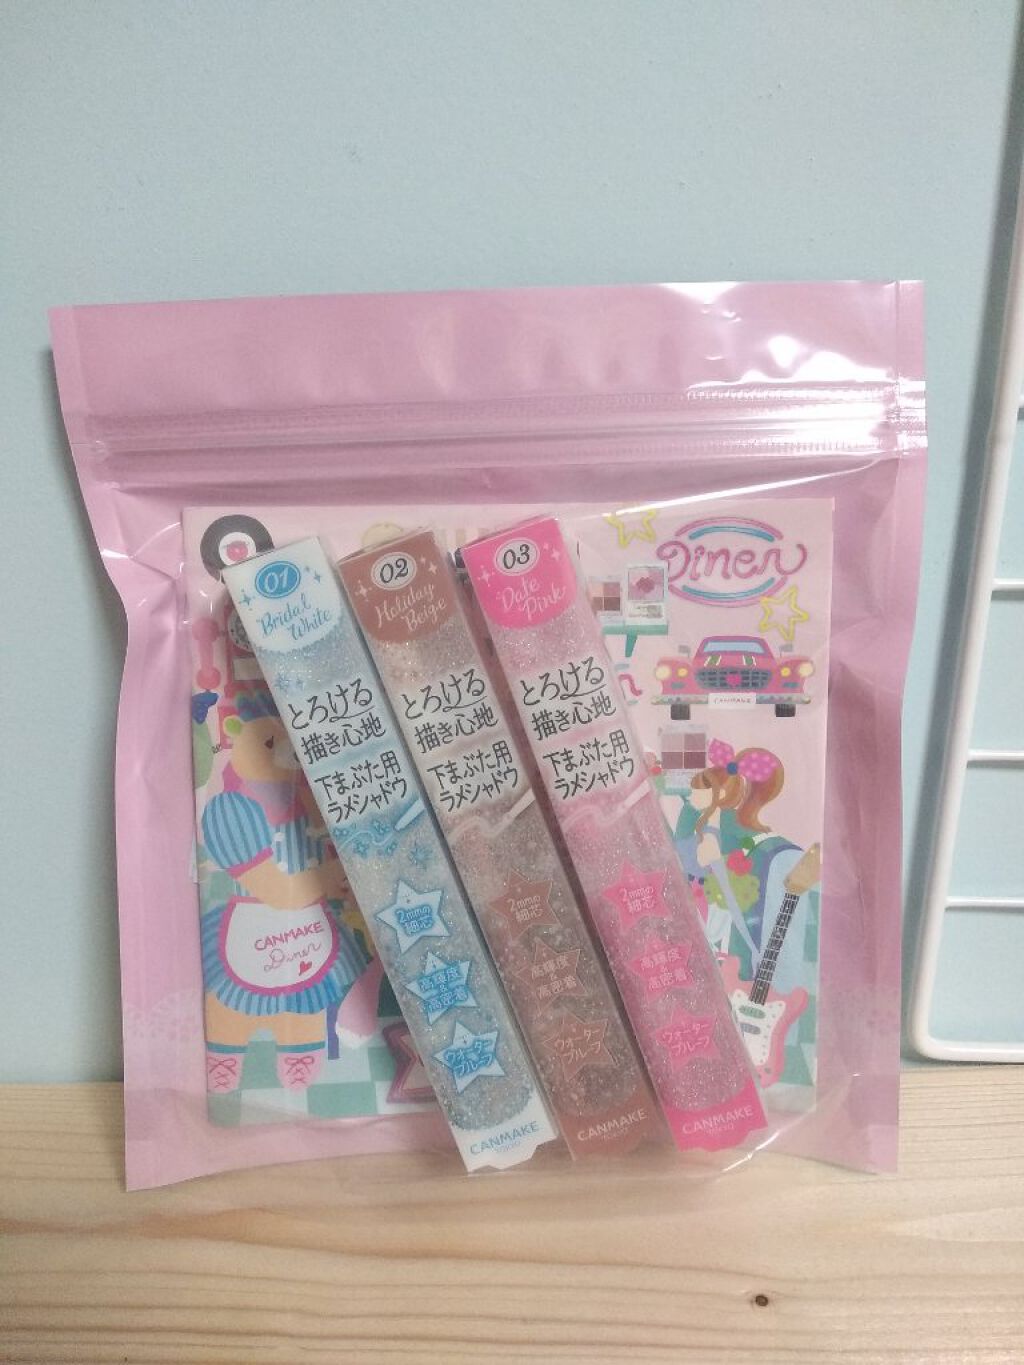 01
Bridal
White
とろける
描き心地
下まぶた用
ラメシャドウ
2mmの
細芯
高輝度
&
高密着
ウォーター
プルーフ
CANMAKE
TOKYO
02
Holiday
Beige
とろける
描き心地
下まぶた用
ラメシャドウ
2mmの
細芯
高輝度
高密着
ウォーター
プルーフ
CANMAKE
TOKYO
03
Date
Pink
とろける
描き心地
下まぶた用
ラメシャドウ
2mmの
細芯
高輝度
高密着
ウォーター
プルーフ
CANMAKE
TOKYO
Diner
CANMAKE
CANMAKE
Diner